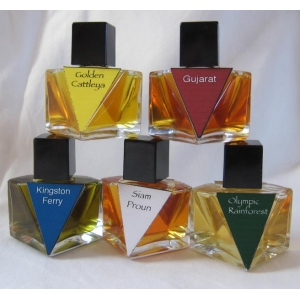 Golden
Cattleya
Gujarat
Kingston
Ferry
Siam
Proun
Olympic
Rainforest